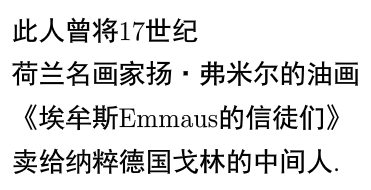 此人曾将17世纪
荷兰名画家扬·弗米尔的油画
《埃牟斯Emmaus的信徒们》
卖给纳粹德国戈林的中间人.